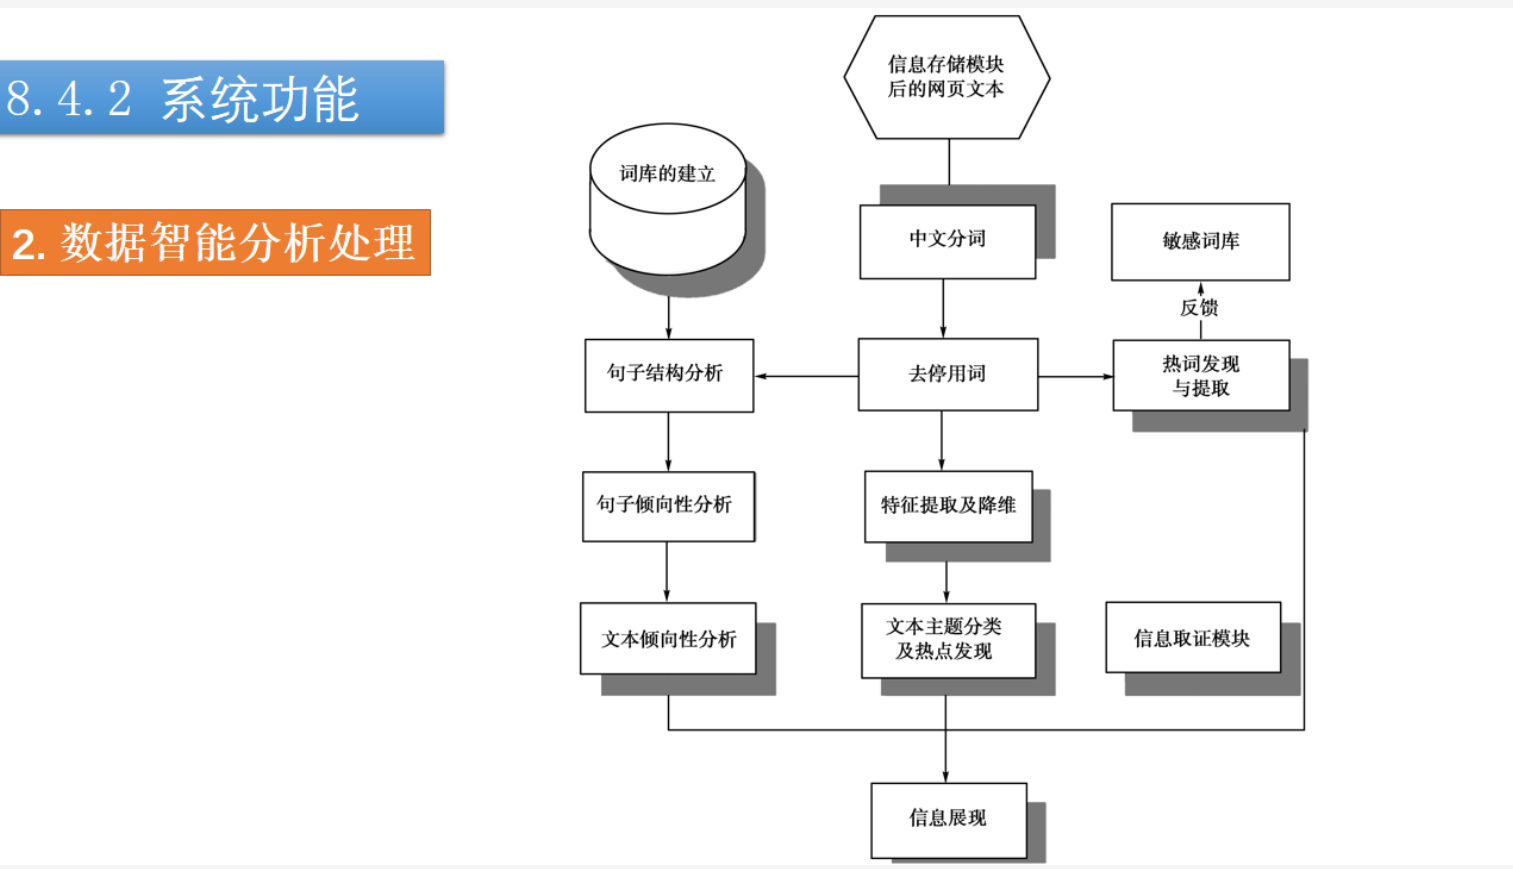 8.4.2 系统功能
2. 数据智能分析处理
信息存储模块
后的网页文本
词库的建立
中文分词
敏感词库
反馈
句子结构分析
去停用词
热词发现
与提取
句子倾向性分析
特征提取及降维
文本倾向性分析
文本主题分类
及热点发现
信息取证模块
信息展现